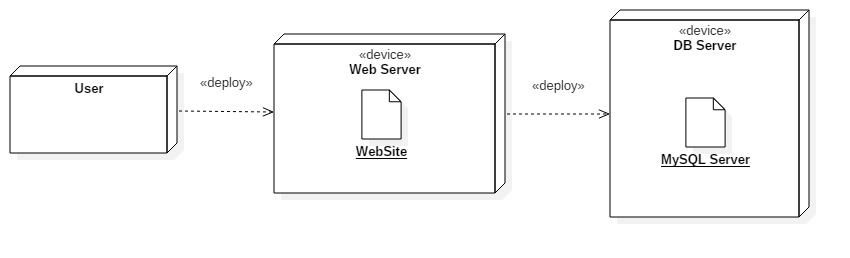 User
«deploy»
«device»
Web Server
WebSite
«deploy»
«device»
DB Server
MySQL Server